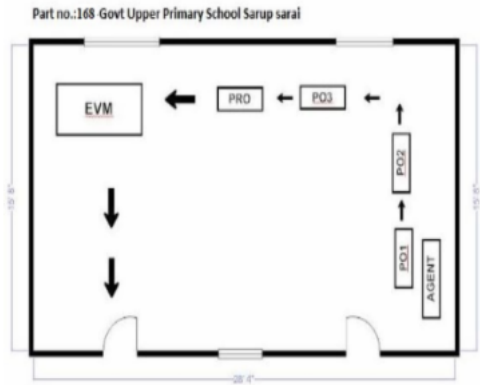 Part no.:168 Govt Upper Primary School Sarup sarai
EVM
PRO
PO3
PO2
PO1
AGENT